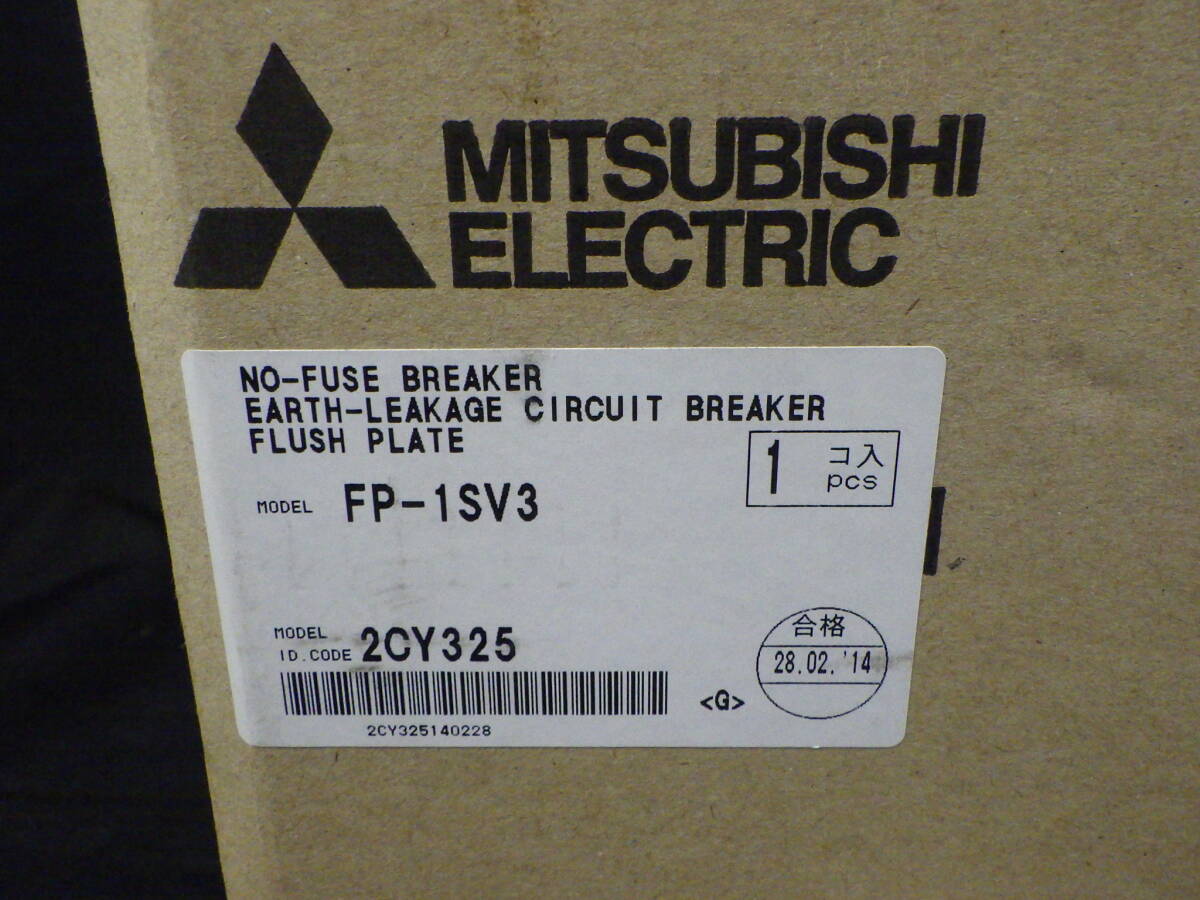 MITSUBISHI
ELECTRIC
NO-FUSE BREAKER
EARTH-LEAKAGE CIRCUIT BREAKER
FLUSH PLATE
1 コ入
pcs
MODEL FP-1SV3
MODEL
ID.CODE 2CY325
2CY325140228
<G>
合格
28.02.'14